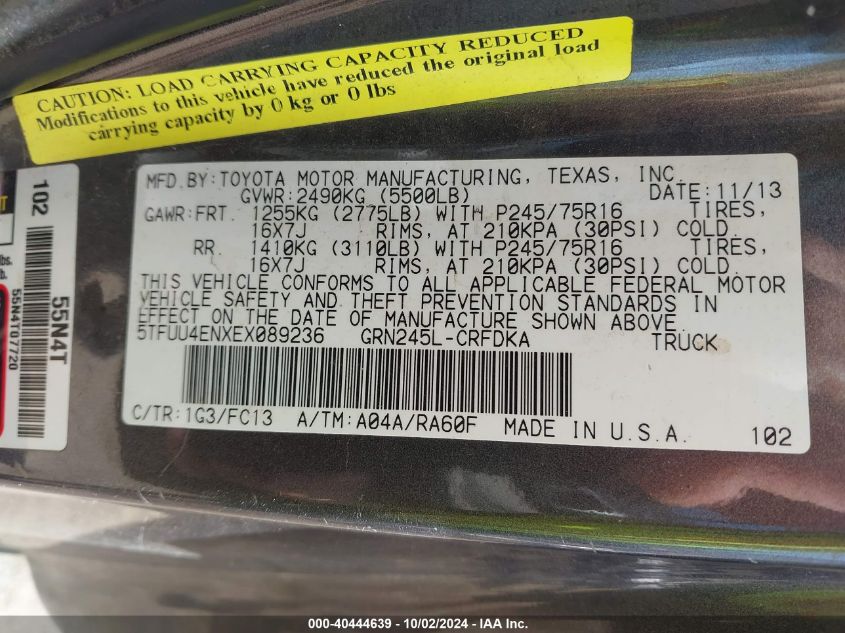 CAUTION: LOAD CARRYING CAPACITY REDUCED
Modifications to this vehicle have reduced the original load
carrying capacity by 0 kg or 0 lbs
MFD.BY:TOYOTA MOTOR MANUFACTURING, TEXAS, INC.
GVWR:2490KG (5500LB) DATE:11/13
GAWR:FRT. 1255KG (2775LB) WITH P245/75R16 TIRES,
16X7J RIMS, AT 210KPA (30PSI) COLD
RR. 1410KG (3110LB) WITH P245/75R16 TIRES,
16X7J RIMS, AT 210KPA (30PSI) COLD
THIS VEHICLE CONFORMS TO ALL APPLICABLE FEDERAL MOTOR
VEHICLE SAFETY AND THEFT PREVENTION STANDARDS IN
EFFECT ON THE DATE OF MANUFACTURE SHOWN ABOVE.
5TFUU4ENXEX089236 GRN245L-CRFDKA TRUCK
C/TR:1G3/FC13 A/TM:A04A/RA60F MADE IN U.S.A. 102
102
55N4T
55N4T07720
lbs.
000-40444639 - 10/02/2024 - IAA Inc.